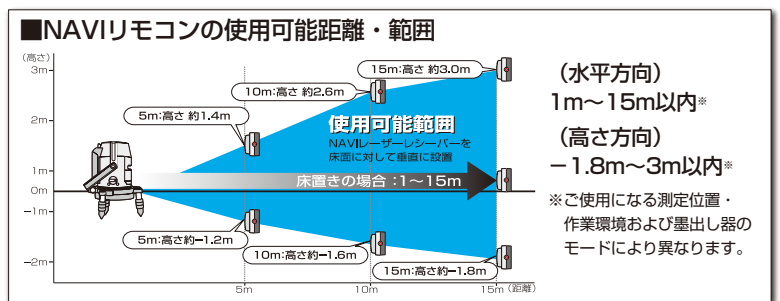 ■NAVIリモコンの使用可能距離・範囲
(高さ)
3m
2m
1m
0m
−1m
−2m
5m:高さ 約1.4m
10m:高さ 約2.6m
15m:高さ 約3.0m
使用可能範囲
NAVIレーザーレシーバーを
床面に対して垂直に設置
床置きの場合:1〜15m
5m:高さ約−1.2m
10m:高さ約−1.6m
15m:高さ約−1.8m
5m
10m
15m (距離)
(水平方向)
1m〜15m以内※
(高さ方向)
−1.8m〜3m以内※
※ご使用になる測定位置・
作業環境および墨出し器の
モードにより異なります。